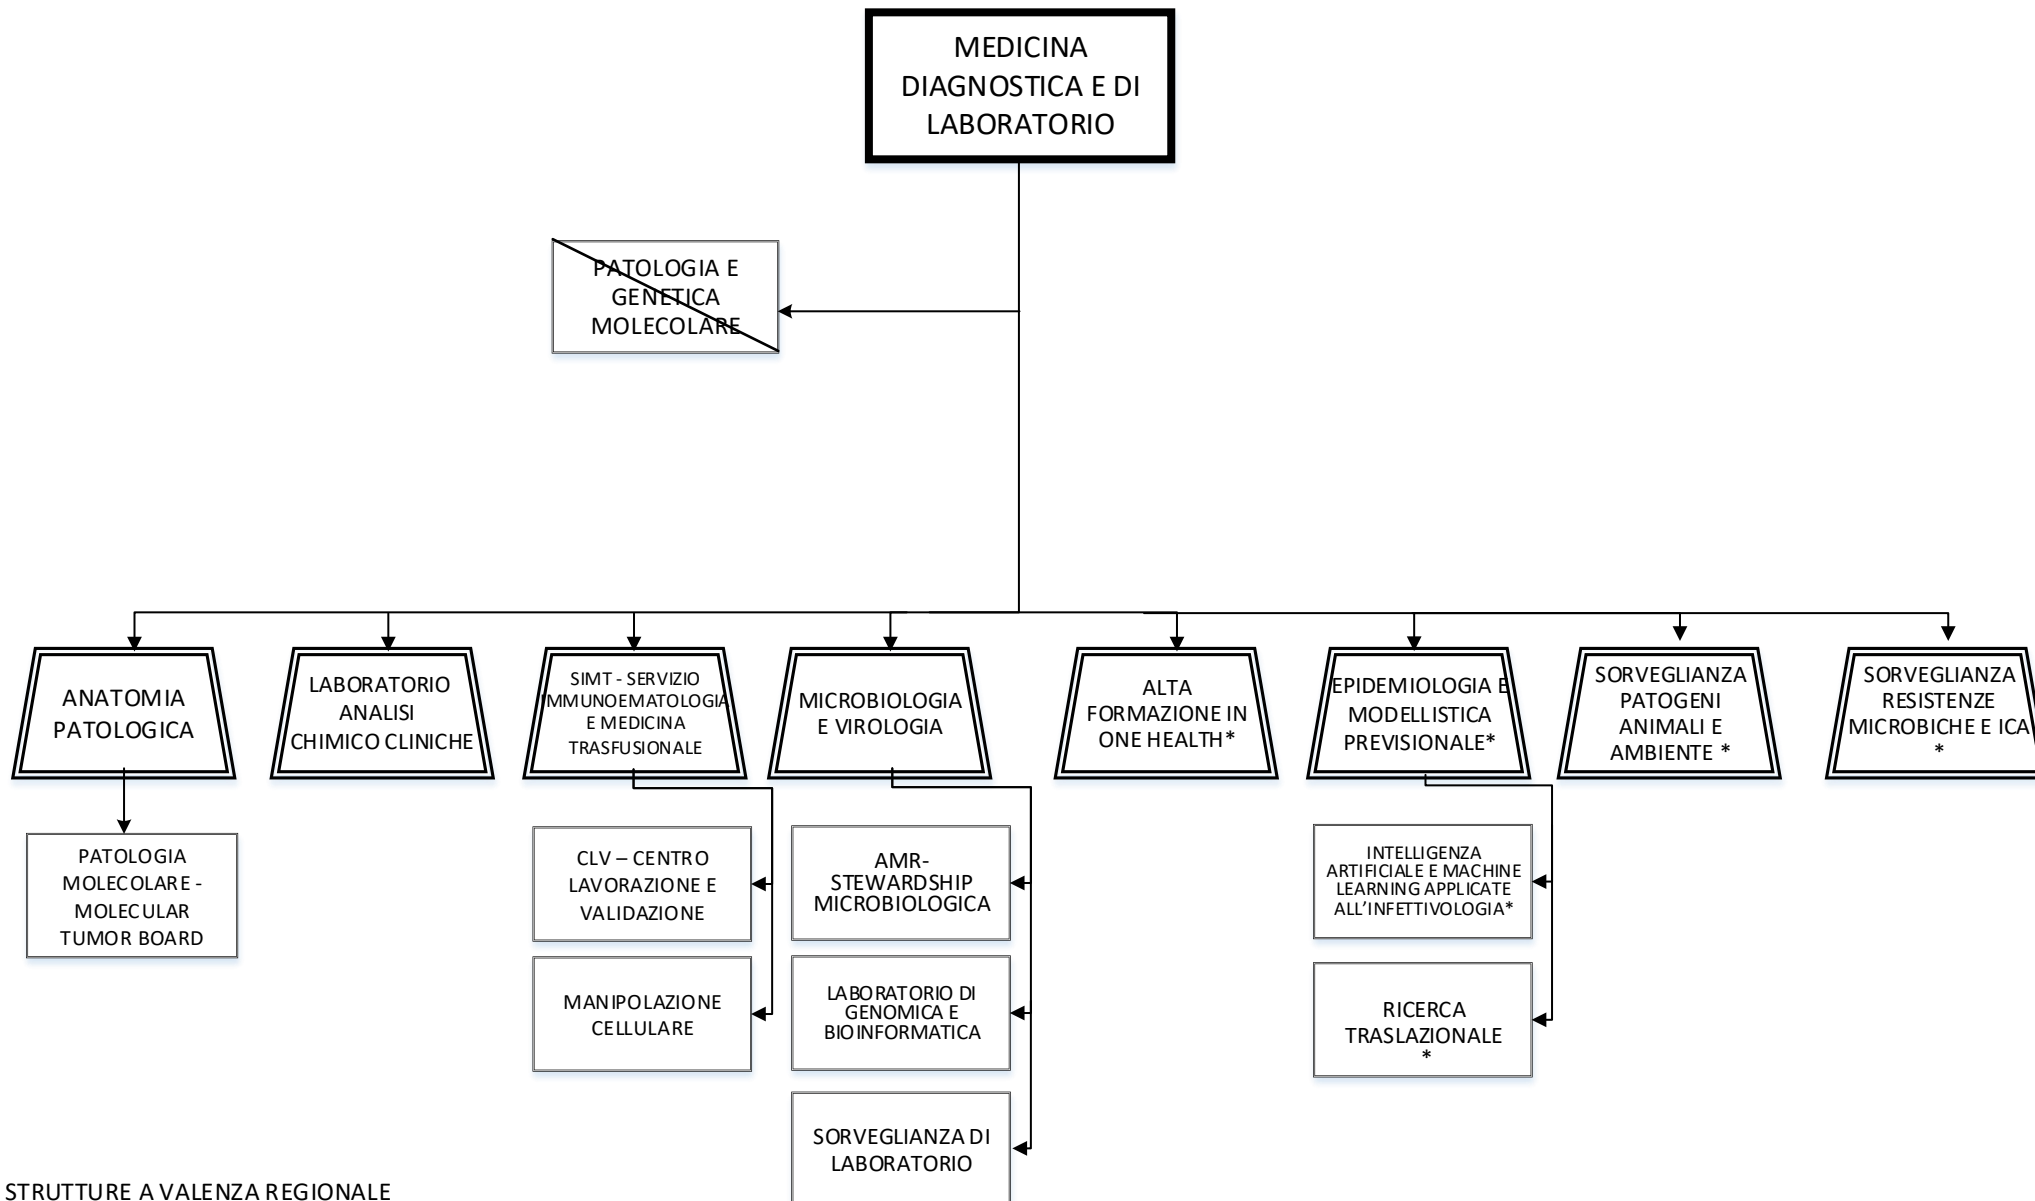 MEDICINA
DIAGNOSTICA E DI
LABORATORIO
PATOLOGIA E
GENETICA
MOLECOLARE
ANATOMIA
PATOLOGICA
LABORATORIO
ANALISI
CHIMICO CLINICHE
SIMT - SERVIZIO
IMMUNOEMATOLOGIA
E MEDICINA
TRASFUSIONALE
MICROBIOLOGIA
E VIROLOGIA
ALTA
FORMAZIONE IN
ONE HEALTH*
EPIDEMIOLOGIA E
MODELLISTICA
PREVISIONALE*
SORVEGLIANZA
PATOGENI
ANIMALI E
AMBIENTE *
SORVEGLIANZA
RESISTENZE
MICROBICHE E ICA
*
PATOLOGIA
MOLECOLARE -
MOLECULAR
TUMOR BOARD
CLV – CENTRO
LAVORAZIONE E
VALIDAZIONE
MANIPOLAZIONE
CELLULARE
AMR-
STEWARDSHIP
MICROBIOLOGICA
LABORATORIO DI
GENOMICA E
BIOINFORMATICA
SORVEGLIANZA DI
LABORATORIO
INTELLIGENZA
ARTIFICIALE E MACHINE
LEARNING APPLICATE
ALL’INFETTIVOLOGIA*
RICERCA
TRASLAZIONALE
*
STRUTTURE A VALENZA REGIONALE